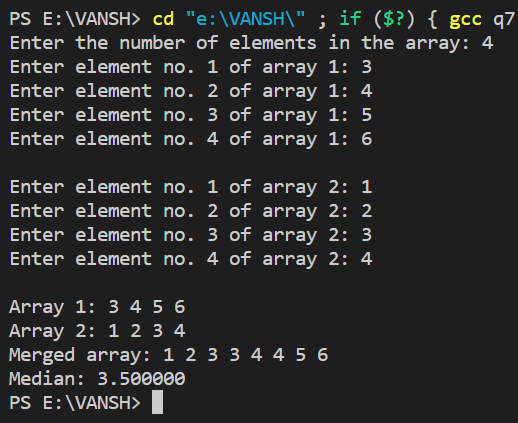 PS E:\VANSH> cd "e:\VANSH\" ; if ($?) { gcc q7
Enter the number of elements in the array: 4
Enter element no. 1 of array 1: 3
Enter element no. 2 of array 1: 4
Enter element no. 3 of array 1: 5
Enter element no. 4 of array 1: 6
Enter element no. 1 of array 2: 1
Enter element no. 2 of array 2: 2
Enter element no. 3 of array 2: 3
Enter element no. 4 of array 2: 4
Array 1: 3 4 5 6
Array 2: 1 2 3 4
Merged array: 1 2 3 3 4 4 5 6
Median: 3.500000
PS E:\VANSH>